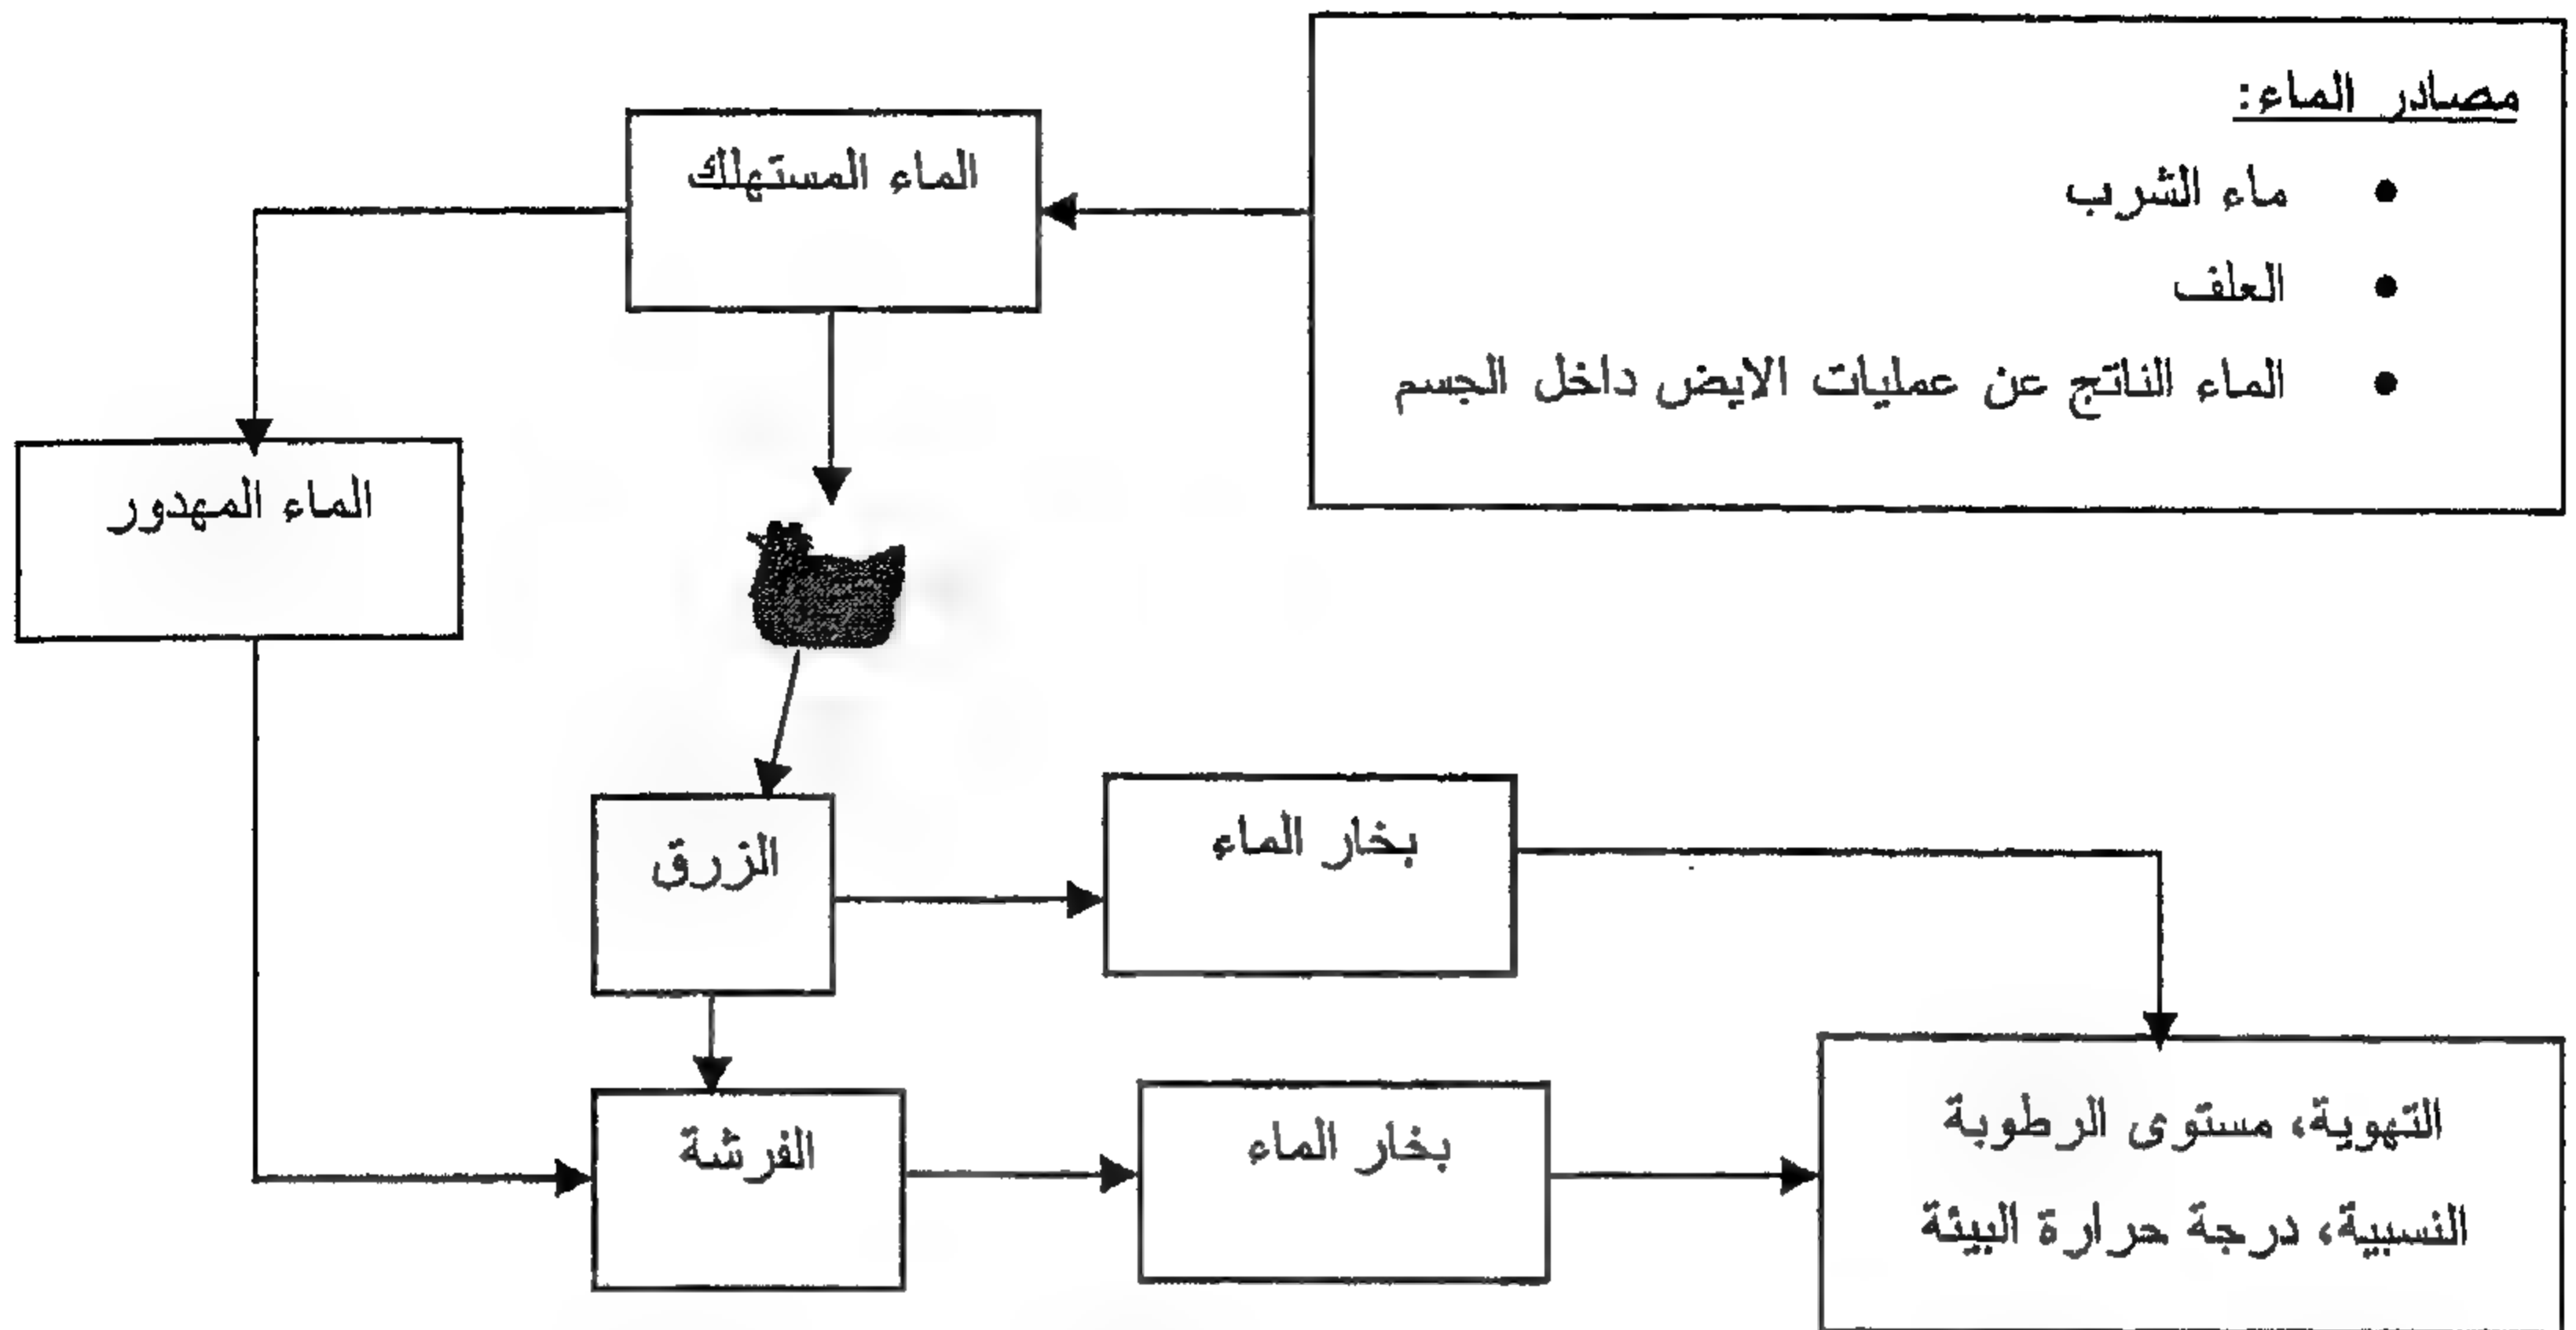 مصادر الماء:
• ماء الشرب
• العلف
• الماء الناتج عن عمليات الايض داخل الجسم
الماء المستهلك
الماء المهدور
الزرق
بخار الماء
الفرشة
بخار الماء
التهوية، مستوى الرطوبة
النسبية، درجة حرارة البيئة